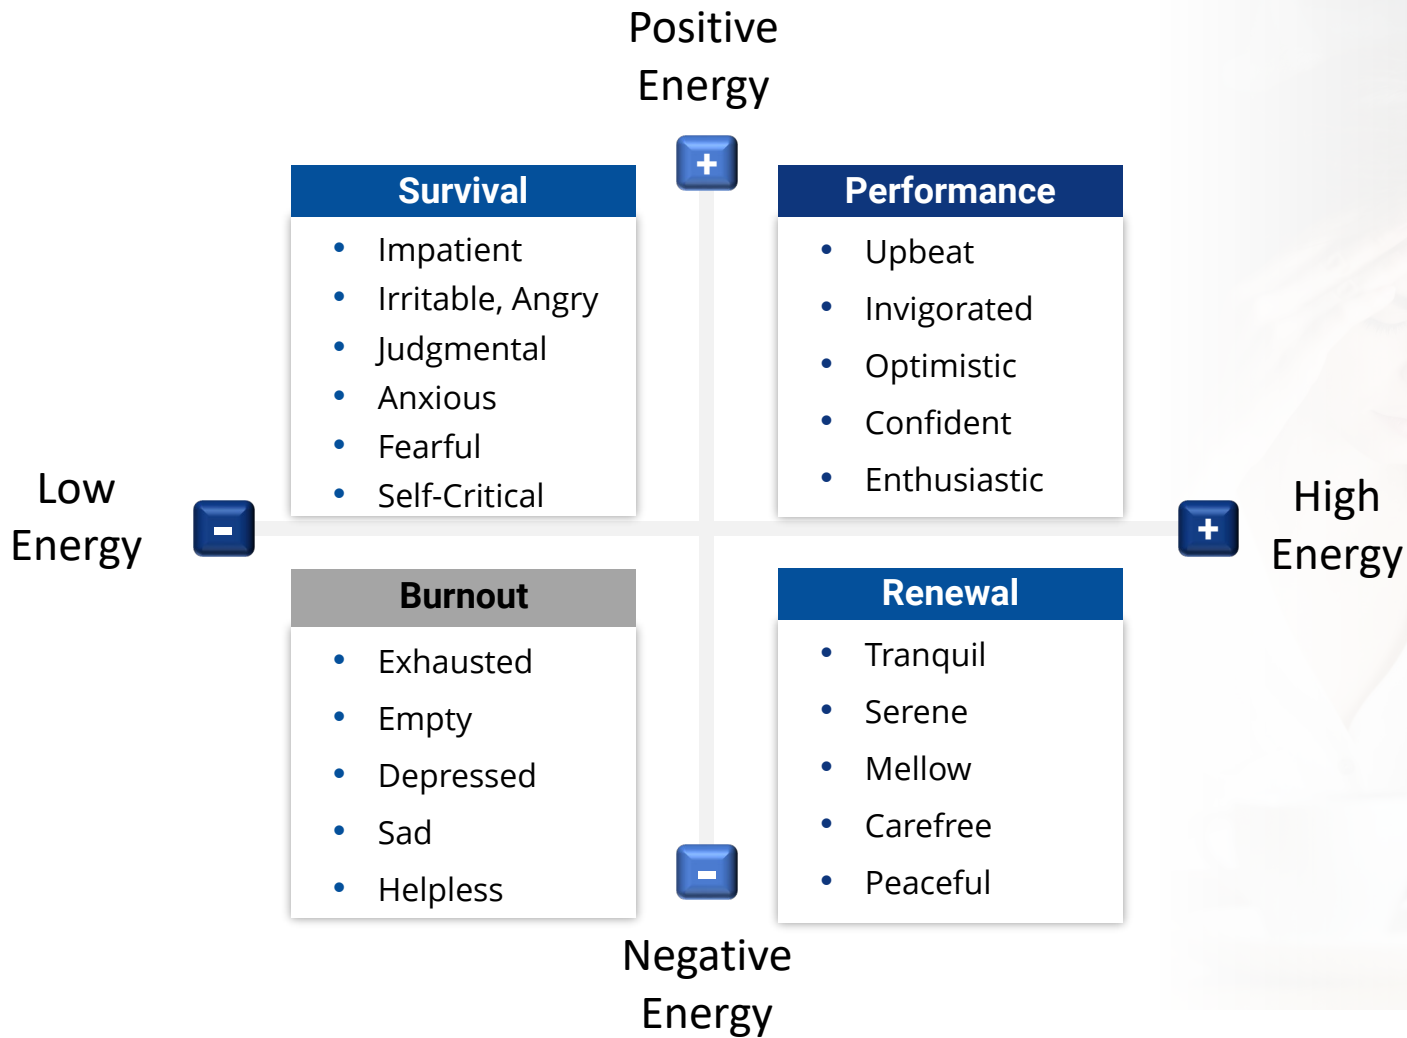 Positive
Energy
+
Survival
• Impatient
• Irritable, Angry
• Judgmental
• Anxious
• Fearful
• Self-Critical
Performance
• Upbeat
• Invigorated
• Optimistic
• Confident
• Enthusiastic
Low
Energy
-
+
High
Energy
Burnout
• Exhausted
• Empty
• Depressed
• Sad
• Helpless
Renewal
• Tranquil
• Serene
• Mellow
• Carefree
• Peaceful
-
Negative
Energy